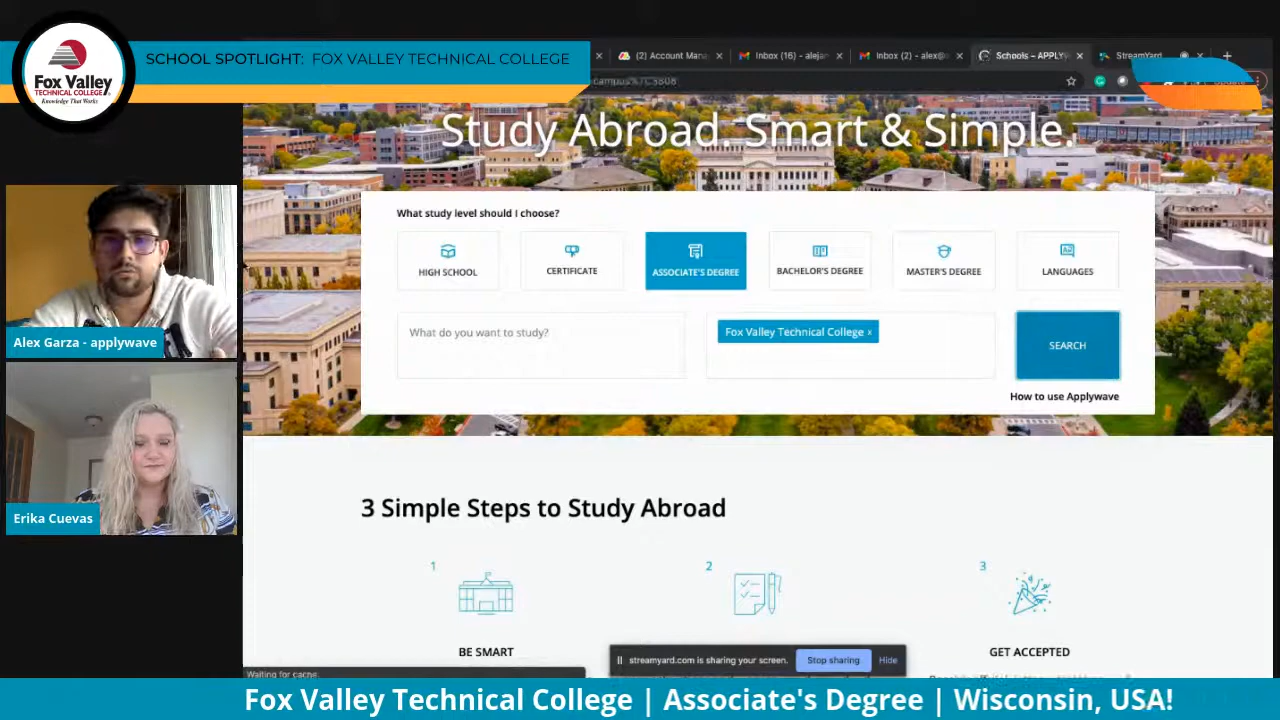 SCHOOL SPOTLIGHT: FOX VALLEY TECHNICAL COLLEGE
Fox Valley
TECHNICAL COLLEGE
Knowledge That Works
(2) Account Mana
Inbox (16) - alejan
Inbox (2) - alex@
Schools – APPLYW
StreamYard
Study Abroad. Smart & Simple.
What study level should I choose?
HIGH SCHOOL
CERTIFICATE
ASSOCIATE'S DEGREE
BACHELOR'S DEGREE
MASTER'S DEGREE
LANGUAGES
What do you want to study?
Fox Valley Technical College x
SEARCH
How to use Applywave
Alex Garza - applywave
Erika Cuevas
3 Simple Steps to Study Abroad
1
2
3
BE SMART
GET ACCEPTED
streamyard.com is sharing your screen.
Stop sharing
Hide
Waiting for cache
Fox Valley Technical College | Associate's Degree | Wisconsin, USA!